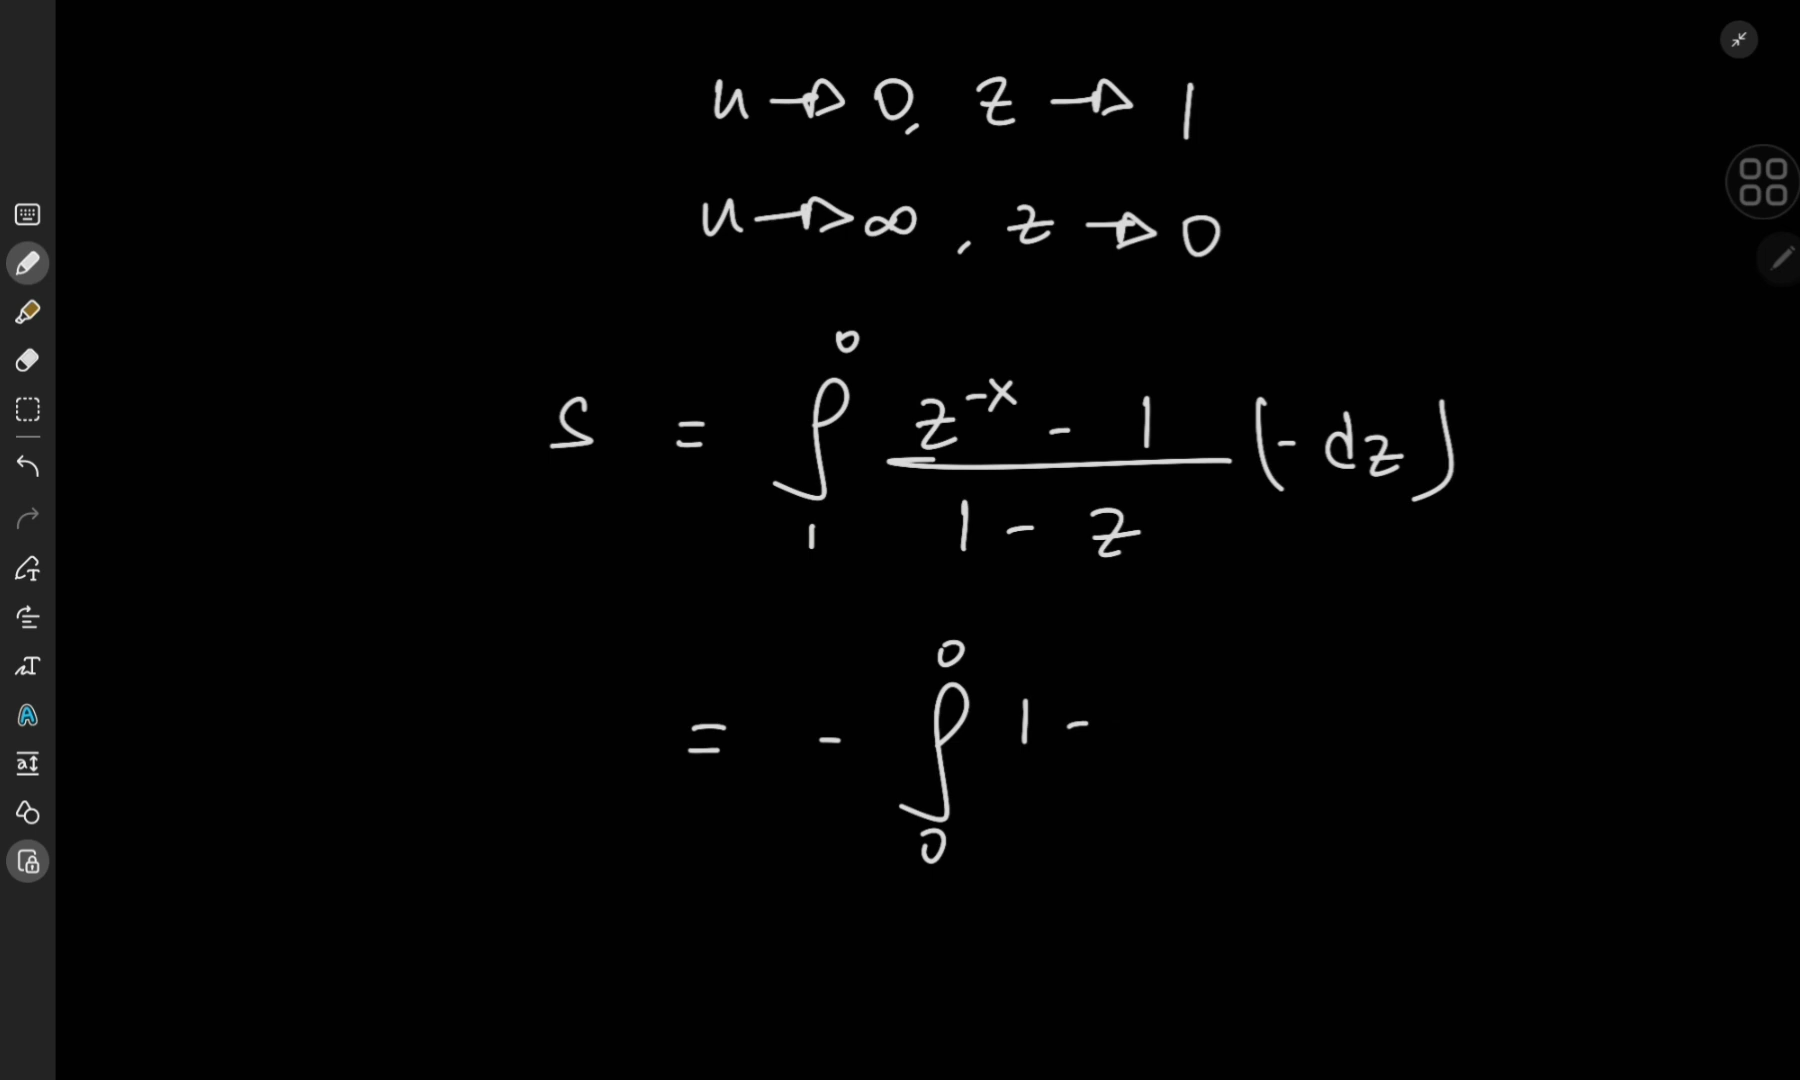 u → 0, z → 1
u → ∞, z → 0
S = ∫₁⁰ (z^(-x) - 1)/(1 - z) (-dz)
= - ∫₀⁰ 1 -